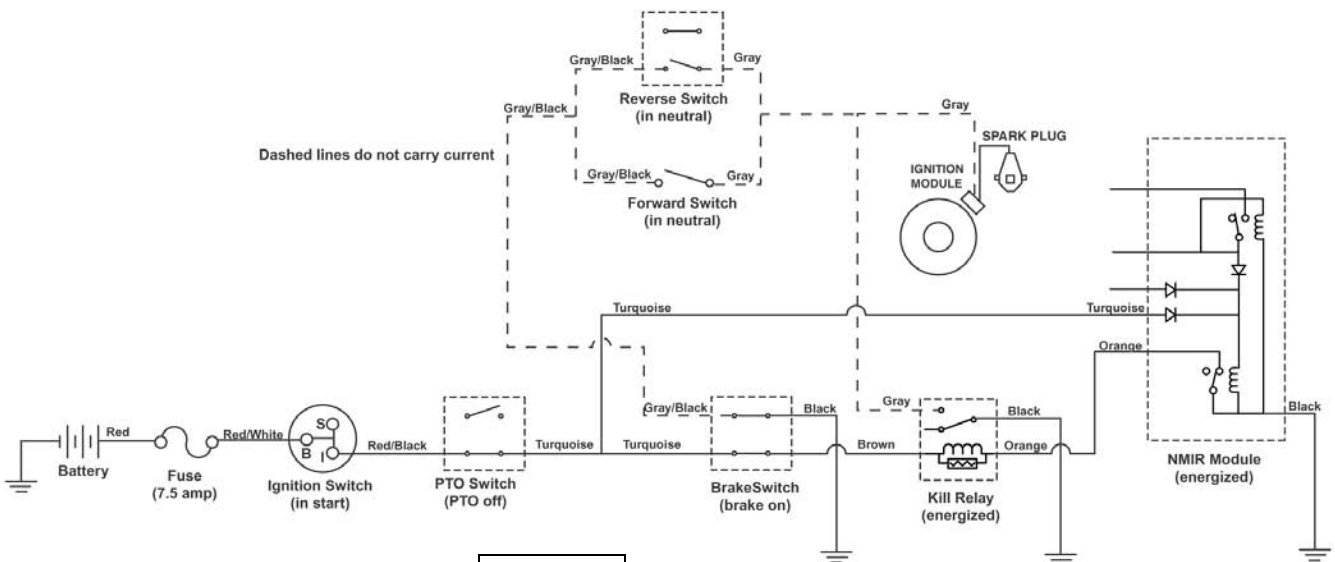 Gray/Black
Gray
Reverse Switch
(in neutral)
Gray/Black
Gray
Dashed lines do not carry current
SPARK PLUG
IGNITION
MODULE
Gray/Black
Gray
Forward Switch
(in neutral)
Turquoise
Turquoise
Orange
Gray/Black
Black
Gray
Black
Black
Red
Red/White
S
B
I
Red/Black
Turquoise
Turquoise
Brown
Orange
Battery
Fuse
(7.5 amp)
Ignition Switch
(in start)
PTO Switch
(PTO off)
BrakeSwitch
(brake on)
Kill Relay
(energized)
NMIR Module
(energized)